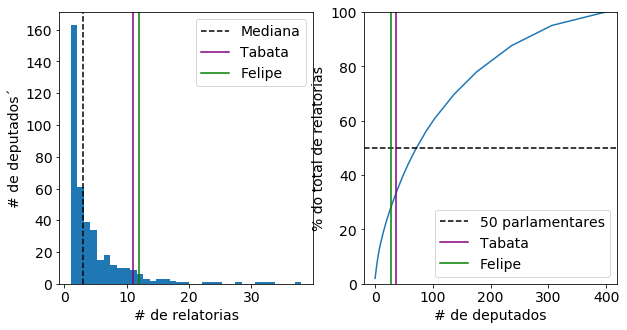 160
140
120
100
80
60
40
20
0
# de deputados´
0 10 20 30
# de relatorias
Mediana
Tabata
Felipe
100
80
60
40
20
0
% do total de relatorias
0 100 200 300 400
# de deputados
50 parlamentares
Tabata
Felipe